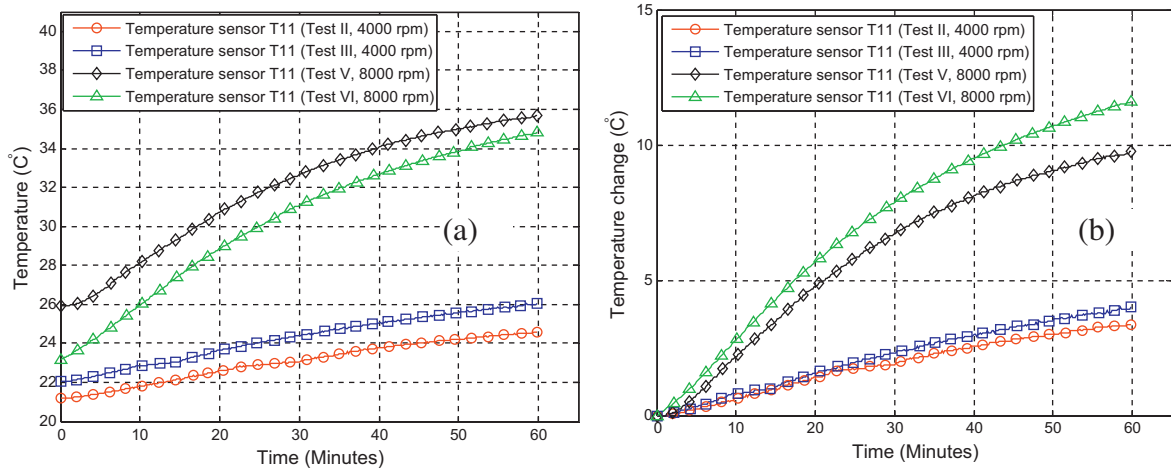 Temperature sensor T11 (Test II, 4000 rpm)
Temperature sensor T11 (Test III, 4000 rpm)
Temperature sensor T11 (Test V, 8000 rpm)
Temperature sensor T11 (Test VI, 8000 rpm)
40
38
36
34
32
30
28
26
24
22
20
0
10
20
30
40
50
60
Temperature (C°)
Time (Minutes)
(a)
Temperature sensor T11 (Test II, 4000 rpm)
Temperature sensor T11 (Test III, 4000 rpm)
Temperature sensor T11 (Test V, 8000 rpm)
Temperature sensor T11 (Test VI, 8000 rpm)
15
10
5
0
0
10
20
30
40
50
60
Temperature change (C°)
Time (Minutes)
(b)